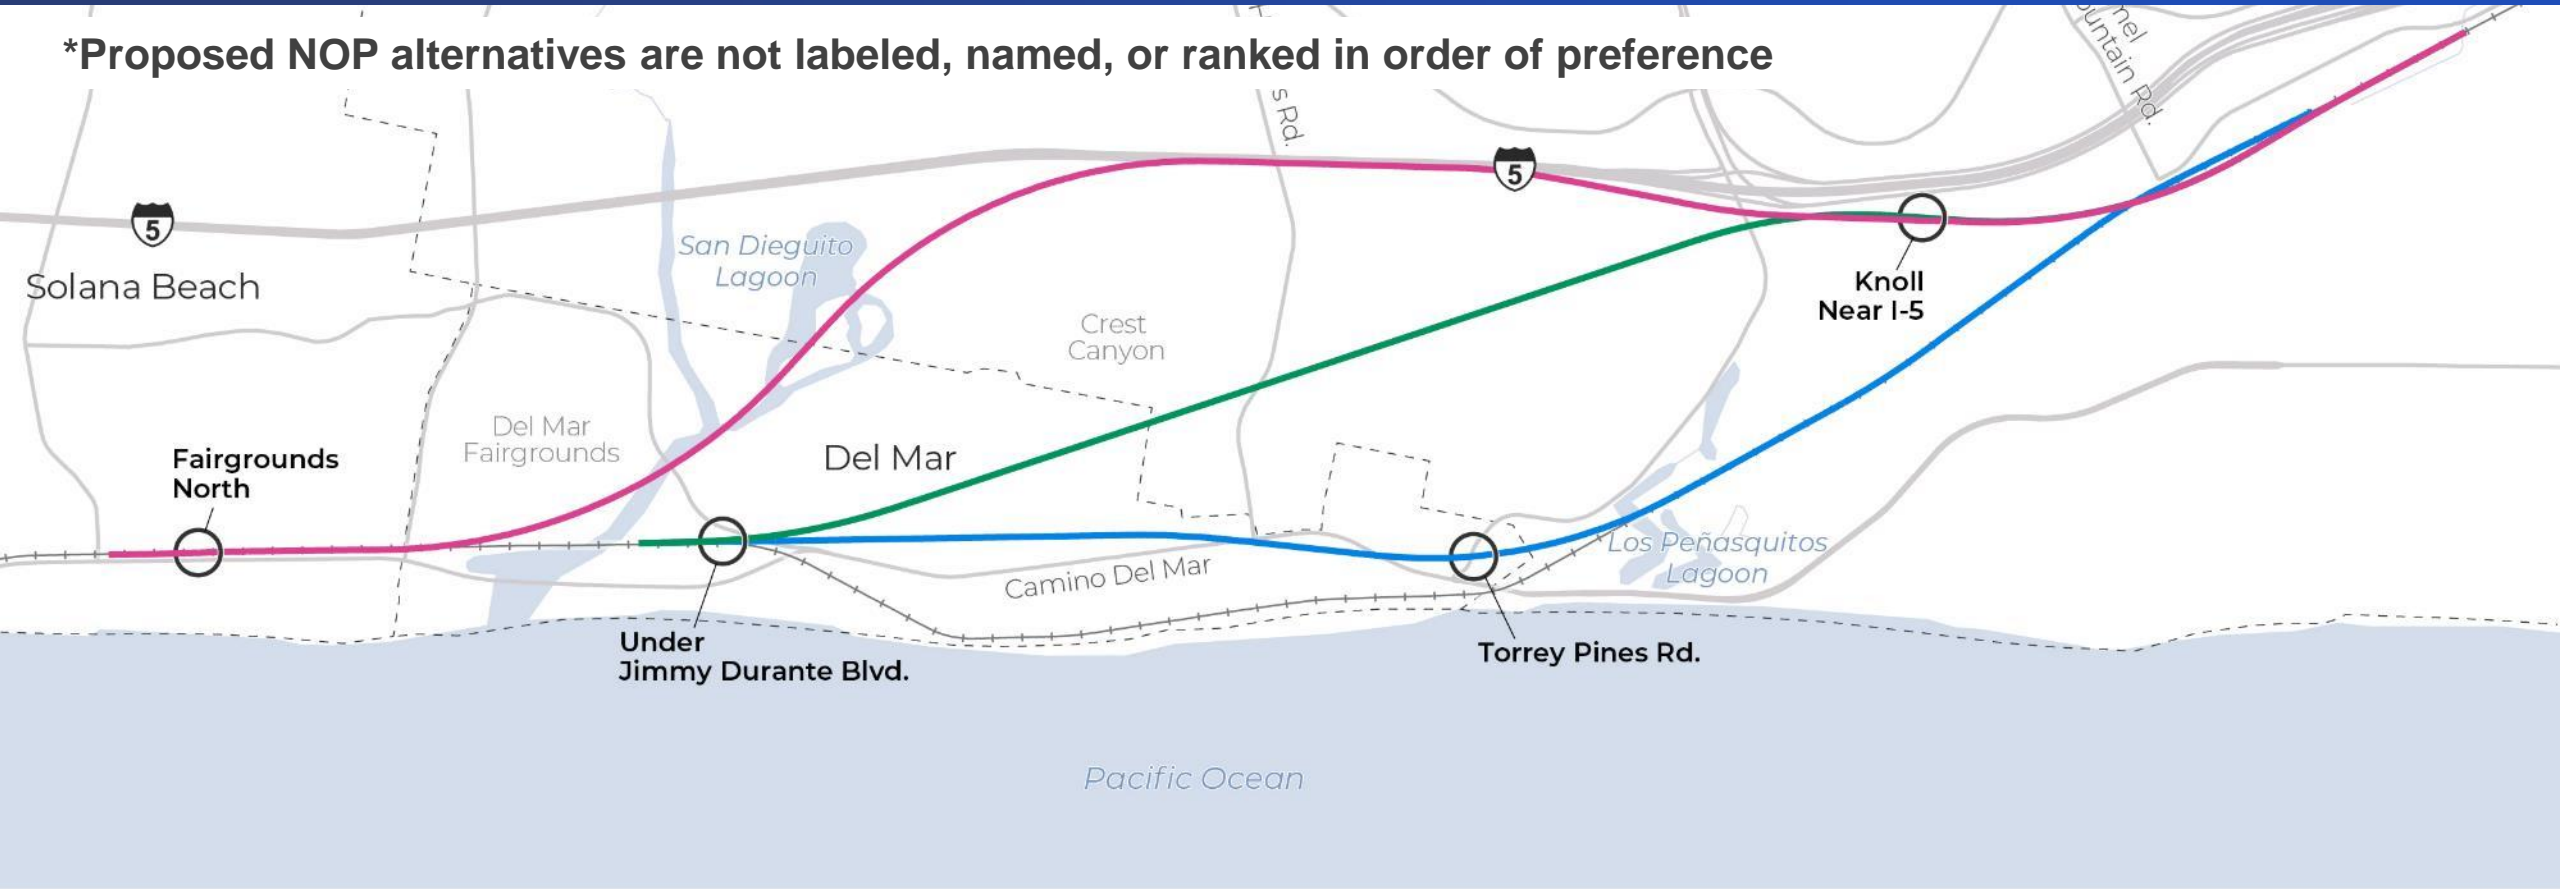 *Proposed NOP alternatives are not labeled, named, or ranked in order of preference
s Rd.
5
5
San Dieguito
Lagoon
Solana Beach
Knoll
Near I-5
Crest
Canyon
Del Mar
Fairgrounds
Del Mar
Fairgrounds
North
Los Peñasquitos
Lagoon
Camino Del Mar
Under
Jimmy Durante Blvd.
Torrey Pines Rd.
Pacific Ocean